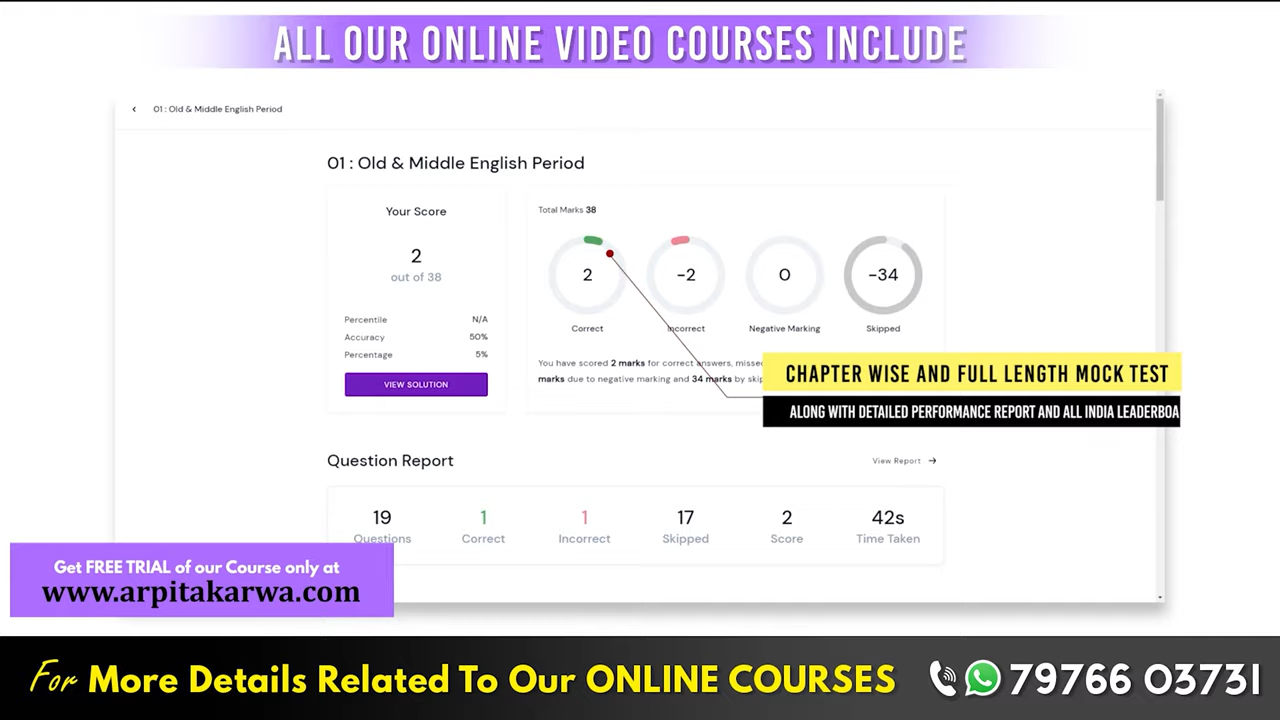 ALL OUR ONLINE VIDEO COURSES INCLUDE
01 : Old & Middle English Period
01 : Old & Middle English Period
Your Score
2
out of 38
Percentile N/A
Accuracy 50%
Percentage 5%
VIEW SOLUTION
Total Marks 38
2 -2 0 -34
Correct Incorrect Negative Marking Skipped
You have scored 2 marks for correct answers, missed
marks due to negative marking and 34 marks by
CHAPTER WISE AND FULL LENGTH MOCK TEST
ALONG WITH DETAILED PERFORMANCE REPORT AND ALL INDIA LEADERBOA
Question Report
View Report
19 1 1 17 2 42s
Questions Correct Incorrect Skipped Score Time Taken
Get FREE TRIAL of our Course only at
www.arpitakarwa.com
For More Details Related To Our ONLINE COURSES 79766 03731